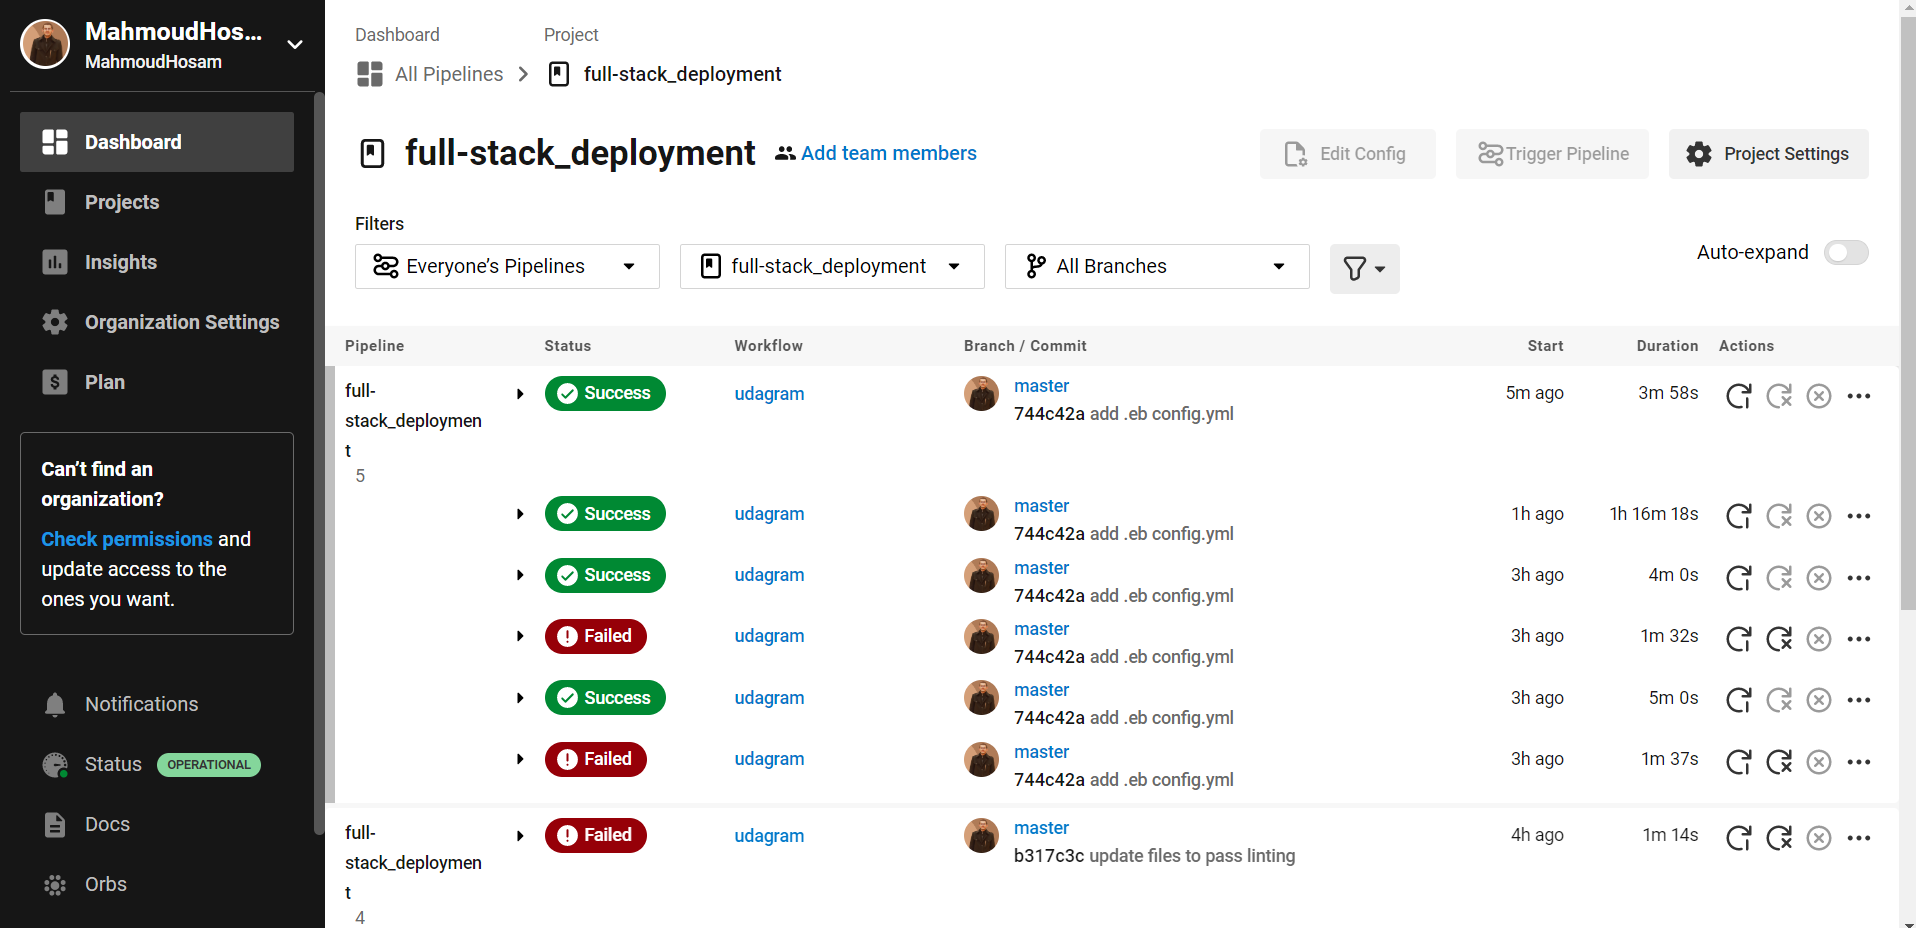 MahmoudHos...
MahmoudHosam
Dashboard
Projects
Insights
Organization Settings
Plan
Can’t find an
organization?
Check permissions and
update access to the
ones you want.
Notifications
Status OPERATIONAL
Docs
Orbs
Dashboard Project
All Pipelines full-stack_deployment
full-stack_deployment Add team members
Edit Config Trigger Pipeline Project Settings
Filters
Everyone’s Pipelines full-stack_deployment All Branches
Auto-expand
Pipeline Status Workflow Branch / Commit Start Duration Actions
full-
stack_deploymen
t
5
Success udagram master 5m ago 3m 58s
744c42a add .eb config.yml
Success udagram master 1h ago 1h 16m 18s
744c42a add .eb config.yml
Success udagram master 3h ago 4m 0s
744c42a add .eb config.yml
Failed udagram master 3h ago 1m 32s
744c42a add .eb config.yml
Success udagram master 3h ago 5m 0s
744c42a add .eb config.yml
Failed udagram master 3h ago 1m 37s
744c42a add .eb config.yml
full-
stack_deploymen
t
4
Failed udagram master 4h ago 1m 14s
b317c3c update files to pass linting